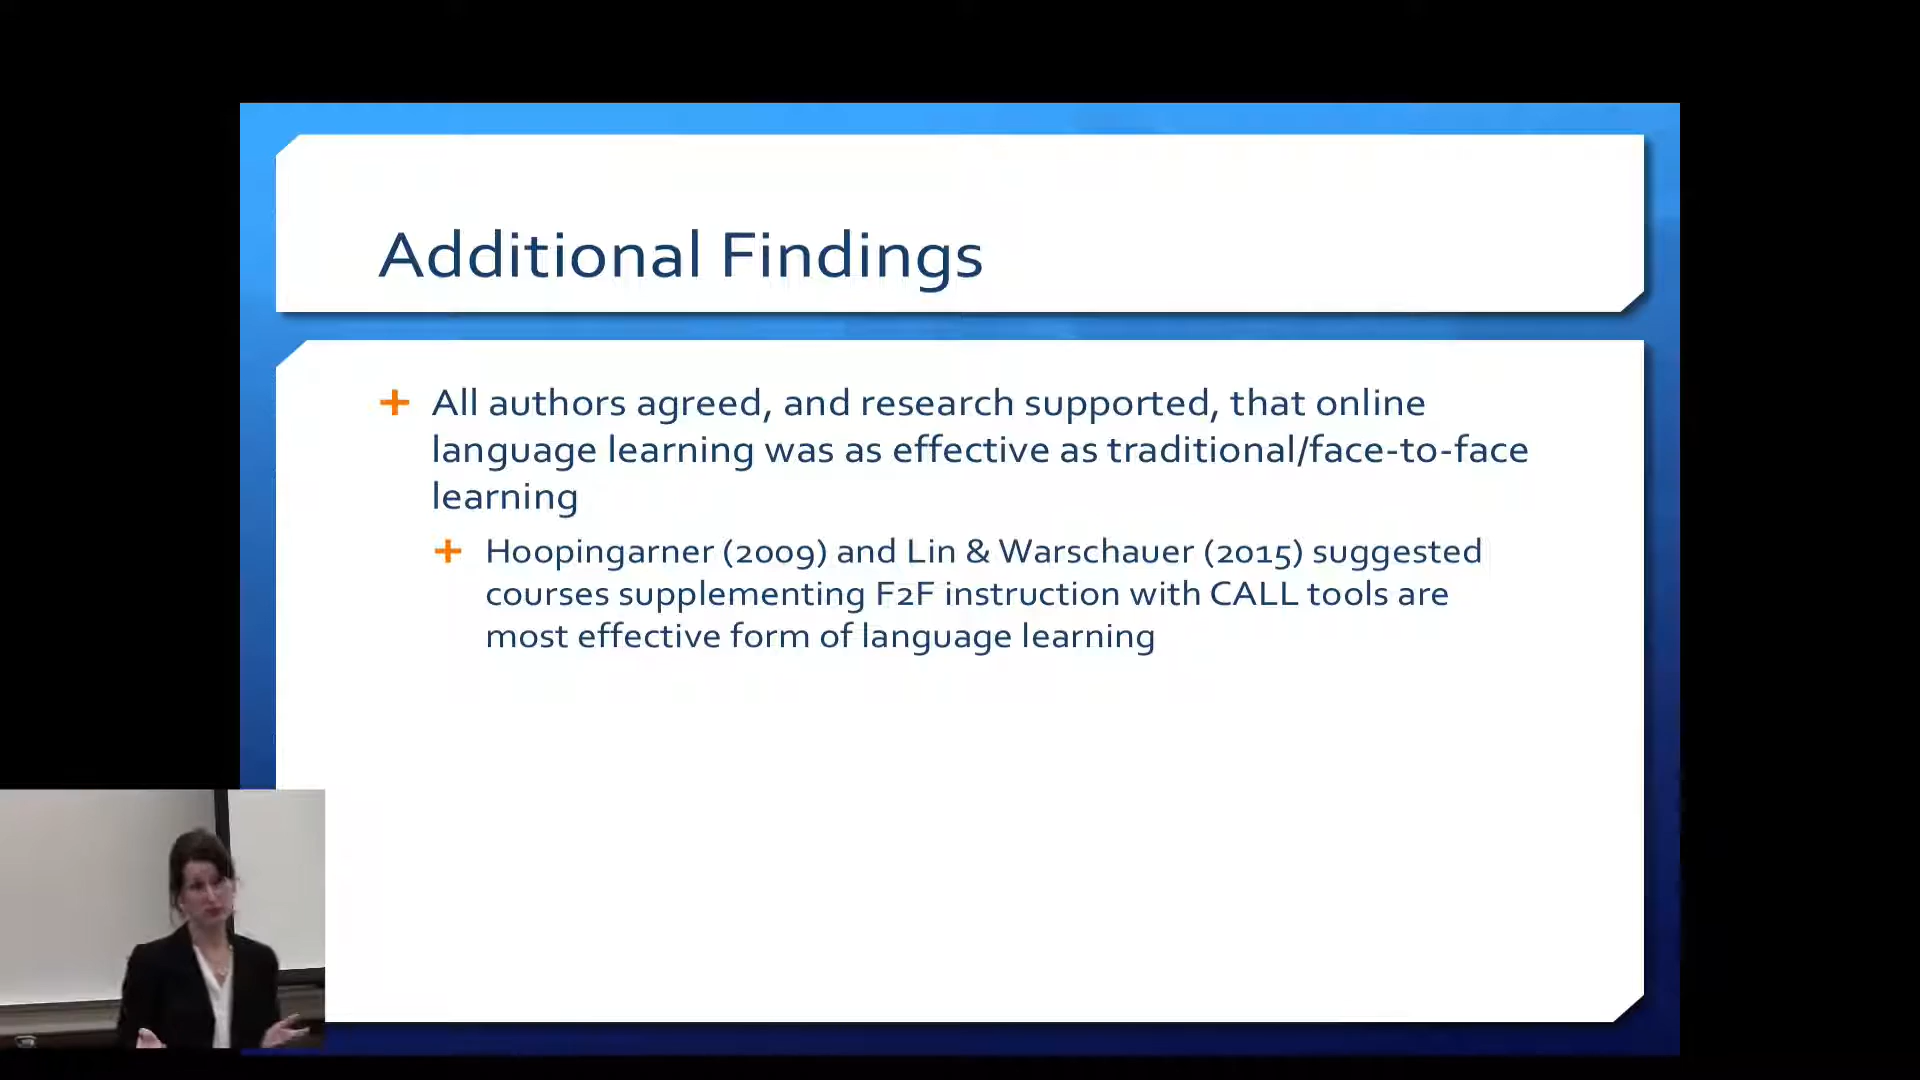 Additional Findings
All authors agreed, and research supported, that online
language learning was as effective as traditional/face-to-face
learning
Hoopingarner (2009) and Lin & Warschauer (2015) suggested
courses supplementing F2F instruction with CALL tools are
most effective form of language learning